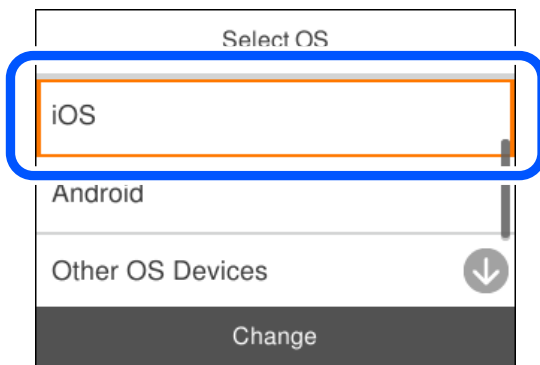 Select OS
iOS
Android
Other OS Devices
Change